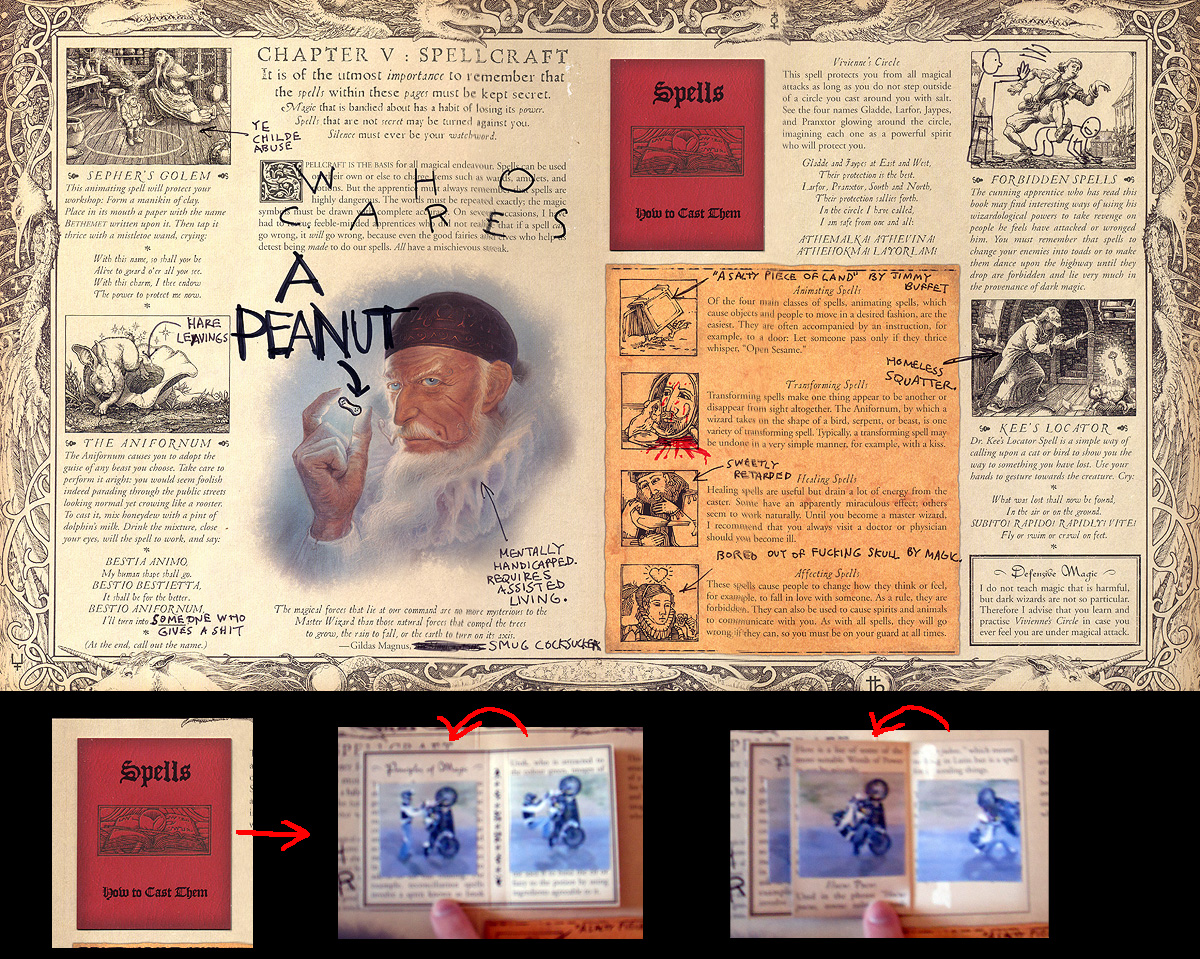 CHAPTER V : SPELLCRAFT
It is of the utmost importance to remember that
the spells within these pages must be kept secret.
Magic that is bandied about has a habit of losing its power.
Spells that are not secret may be turned against you.
Silence must ever be your watchword.
YE
CHILDE
ABUSE
SEPHER'S GOLEM
This animating spell will protect your
workshop: Form a manikin of clay.
Place in its mouth a paper with the name
BETHEMET written upon it. Then tap it
thrice with a mistletoe wand, crying:
With this name, so shall you be
Alive to guard o'er all you see.
With this charm, I thee endow
The power to protect me now.
HARE
LEAVINGS
THE ANIFORNUM
The Anifornum causes you to adopt the
guise of any beast you choose. Take care to
perform it aright: you would seem foolish
indeed parading through the public streets
looking normal yet crowing like a rooster.
To cast it, mix honeydew with a pint of
dolphin's milk. Drink the mixture, close
your eyes, will the spell to work, and say:
BESTIA ANIMO,
My human shape shall go.
BESTIO BESTIETTA,
It shall be for the better.
BESTIO ANIFORNUM,
I'll turn into SOMEONE WHO
GIVES A SHIT
(At the end, call out the name.)
SPELLCRAFT IS THE BASIS for all magical endeavour. Spells can be used
on their own or else to charm items such as wands, amulets, and
potions. But the apprentice must always remember that spells are
highly dangerous. The words must be repeated exactly; the magic
symbols must be drawn with complete accuracy. On several occasions, I have
had to rescue feeble-minded apprentices who did not realize that if a spell can
go wrong, it will go wrong, because even the good fairies and elves who help us
detest being made to do our spells. All have a mischievous streak.
WHO
CARES
A
PEANUT
MENTALLY
HANDICAPPED.
REQUIRES
ASSISTED
LIVING.
The magical forces that lie at our command are no more mysterious to the
Master Wizard than those natural forces that compel the trees
to grow, the rain to fall, or the earth to turn on its axis.
—Gildas Magnus, SMUG COCKSUCKER
Spells
How to Cast Them
Vivienne's Circle
This spell protects you from all magical
attacks as long as you do not step outside
of a circle you cast around you with salt.
See the four names Gladde, Larfor, Jaypes,
and Pranxtor glowing around the circle,
imagining each one as a powerful spirit
who will protect you.
Gladde and Jaypes at East and West,
Their protection is the best.
Larfor, Pranxtor, South and North,
Their protection sallies forth.
In the circle I have called,
I am safe from one and all:
ATHEMALKA! ATHEVINA!
ATHEHORMA! LAYORLAM!
"A SALTY PIECE OF LAND" BY JIMMY
BUFFET
Animating Spells
Of the four main classes of spells, animating spells, which
cause objects and people to move in a desired fashion, are the
easiest. They are often accompanied by an instruction, for
example, to a door: Let someone pass only if they thrice
whisper, "Open Sesame."
Transforming Spells
Transforming spells make one thing appear to be another or
disappear from sight altogether. The Anifornum, by which a
wizard takes on the shape of a bird, serpent, or beast, is one
variety of transforming spell. Typically, a transforming spell may
be undone in a very simple manner, for example, with a kiss.
SWEETLY
RETARDED
Healing Spells
Healing spells are useful but drain a lot of energy from the
caster. Some have an apparently miraculous effect; others
seem to work naturally. Until you become a master wizard,
I recommend that you always visit a doctor or physician
should you become ill.
BORED OUT OF FUCKING SKULL BY MAGIC.
Affecting Spells
These spells cause people to change how they think or feel,
for example, to fall in love with someone. As a rule, they are
forbidden. They can also be used to cause spirits and animals
to communicate with you. As with all spells, they will go
wrong if they can, so you must be on your guard at all times.
FORBIDDEN SPELLS
The cunning apprentice who has read this
book may find interesting ways of using his
wizardological powers to take revenge on
people he feels have attacked or wronged
him. You must remember that spells to
change your enemies into toads or to make
them dance upon the highway until they
drop are forbidden and lie very much in
the provenance of dark magic.
HOMELESS
SQUATTER.
KEE'S LOCATOR
Dr. Kee's Locator Spell is a simple way of
calling upon a cat or bird to show you the
way to something you have lost. Use your
hands to gesture towards the creature. Cry:
What was lost shall now be found,
In the air or on the ground.
SUBITO! RAPIDO! RAPIDLY! VITE!
Fly or swim or crawl on feet.
Defensive Magic
I do not teach magic that is harmful,
but dark wizards are not so particular.
Therefore I advise that you learn and
practise Vivienne's Circle in case you
ever feel you are under magical attack.
Spells
How to Cast Them
Principles of Magic